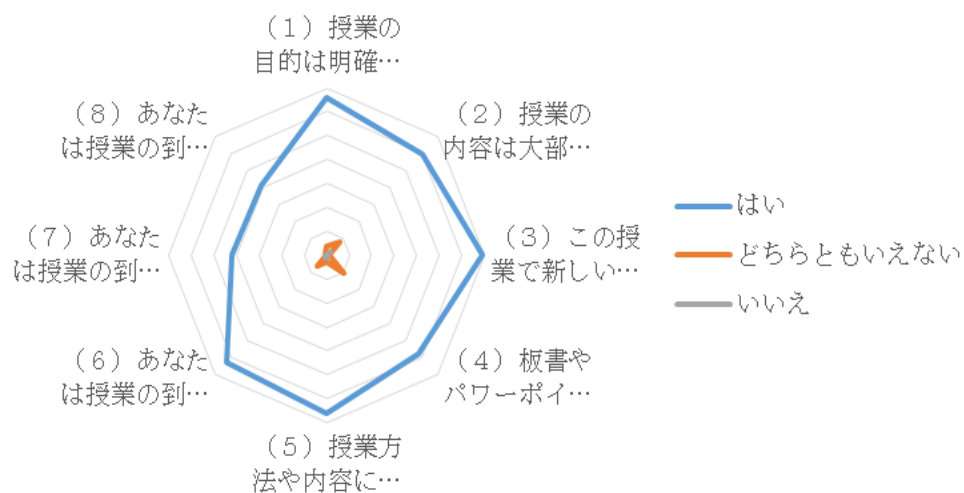 （１）授業の
目的は明確…
（２）授業の
内容は大部…
（３）この授
業で新しい…
（４）板書や
パワーポイ…
（５）授業方
法や内容に…
（６）あなた
は授業の到…
（７）あなた
は授業の到…
（８）あなた
は授業の到…
はい
どちらともいえない
いいえ